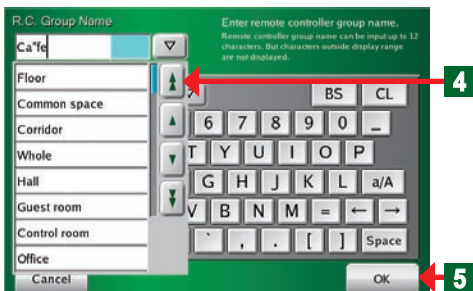 R.C. Group Name
Enter remote controller group name.
Remote controller group name can be input up to 12
characters. But characters outside display range
are not displayed.
Ca"fe
Floor
Common space
Corridor
Whole
Hall
Guest room
Control room
Office
BS CL
6 7 8 9 0 _
T Y U I O P
G H J K L a/A
V B N M = ← →
` , . [ ] Space
Cancel
OK
4
5